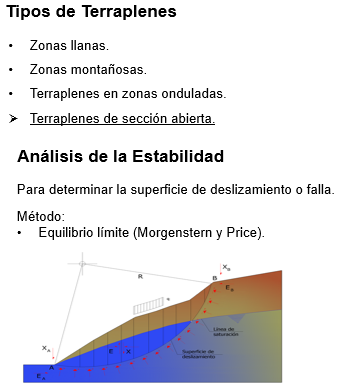 Tipos de Terraplenes
• Zonas llanas.
• Zonas montañosas.
• Terraplenes en zonas onduladas.
➢ Terraplenes de sección abierta.
Análisis de la Estabilidad
Para determinar la superficie de deslizamiento o falla.
Método:
• Equilibrio límite (Morgenstern y Price).
X B
B
R
E B
q
Línea de
saturación
X A
E X
Superficie de
deslizamiento
A
E A